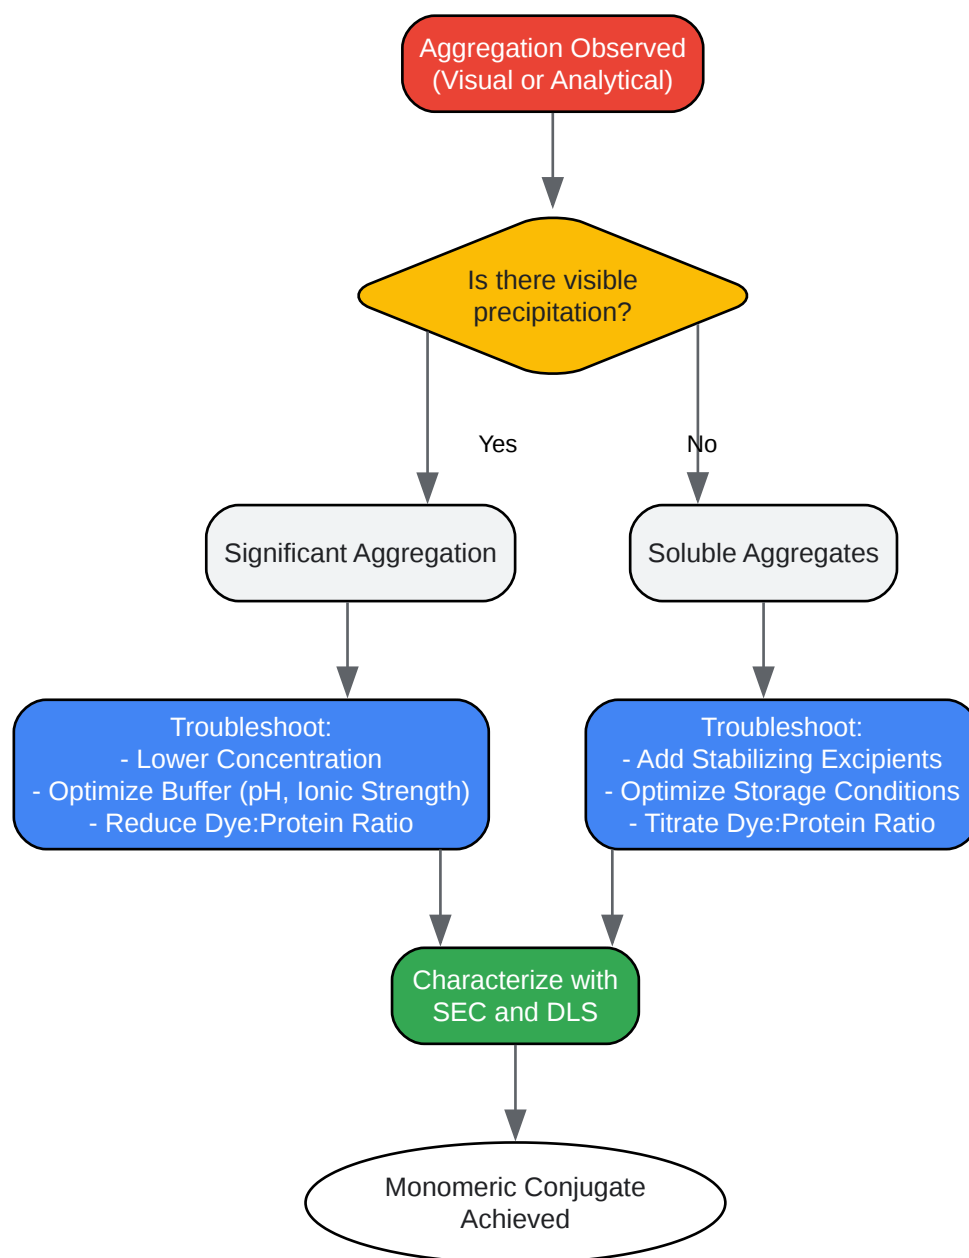 Aggregation Observed
(Visual or Analytical)
Is there visible
precipitation?
Yes
No
Significant Aggregation
Soluble Aggregates
Troubleshoot:
- Lower Concentration
- Optimize Buffer (pH, Ionic Strength)
- Reduce Dye:Protein Ratio
Troubleshoot:
- Add Stabilizing Excipients
- Optimize Storage Conditions
- Titrate Dye:Protein Ratio
Characterize with
SEC and DLS
Monomeric Conjugate
Achieved